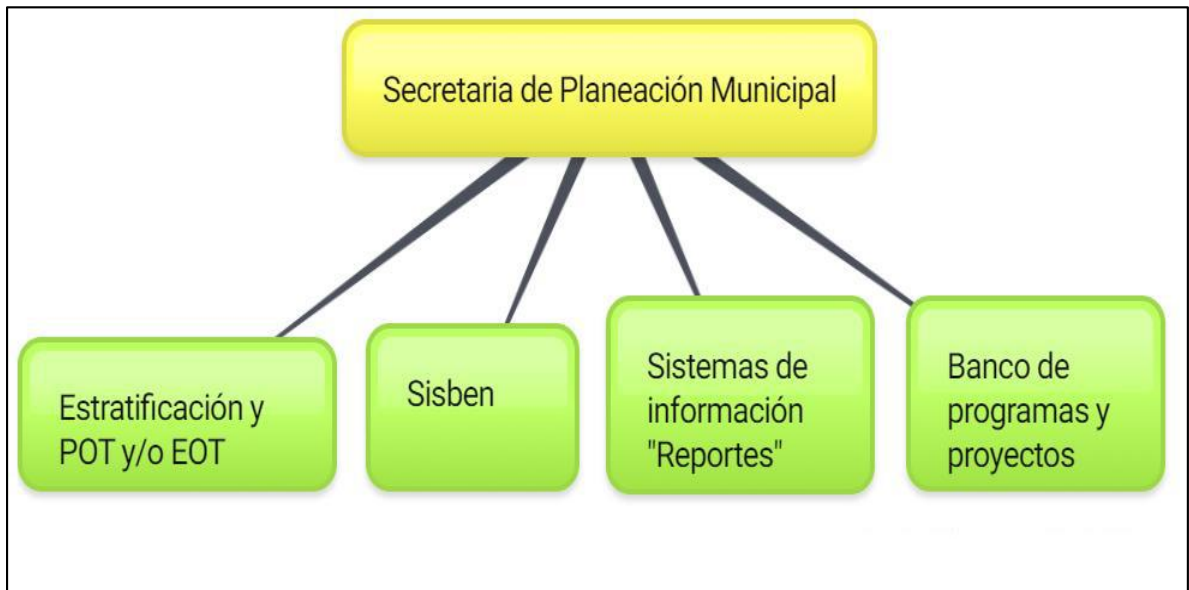 Secretaria de Planeación Municipal
Estratificación y
POT y/o EOT
Sisben
Sistemas de
información
"Reportes"
Banco de
programas y
proyectos